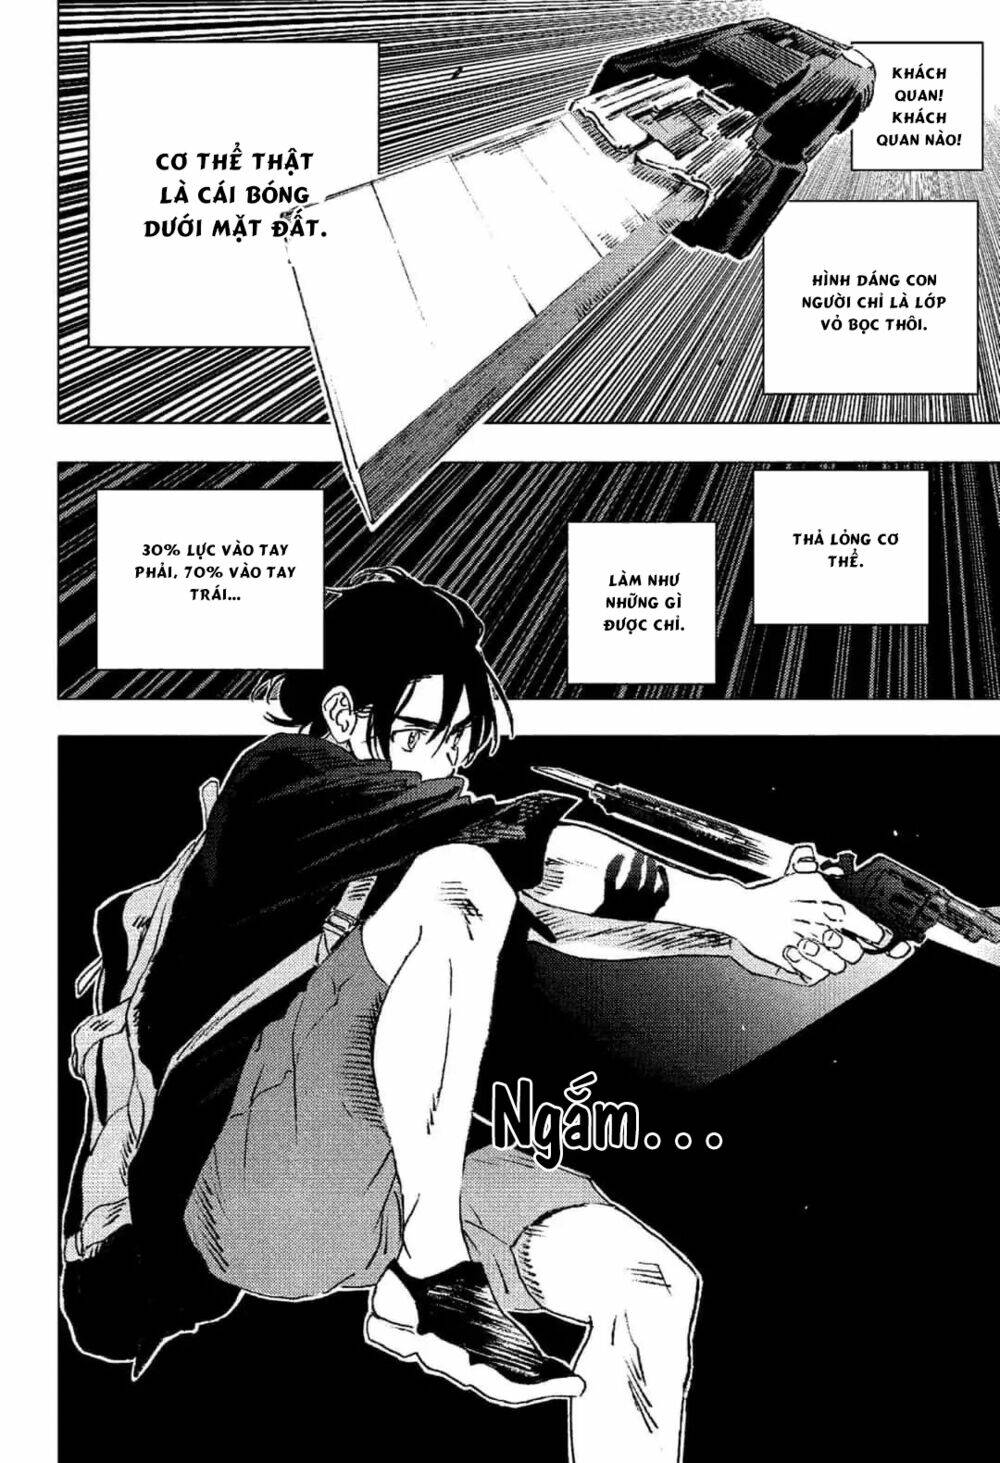 KHÁCH
QUAN!
KHÁCH
QUAN NÀO!
HÌNH DÁNG CON
NGƯỜI CHỈ LÀ LỚP
VỎ BỌC THÔI.
CƠ THỂ THẬT
LÀ CÁI BÓNG
DƯỚI MẶT ĐẤT.
THẢ LỎNG CƠ
THỂ.
LÀM NHƯ
NHỮNG GÌ
ĐƯỢC CHỈ.
30% LỰC VÀO TAY
PHẢI, 70% VÀO TAY
TRÁI...
Ngắm...